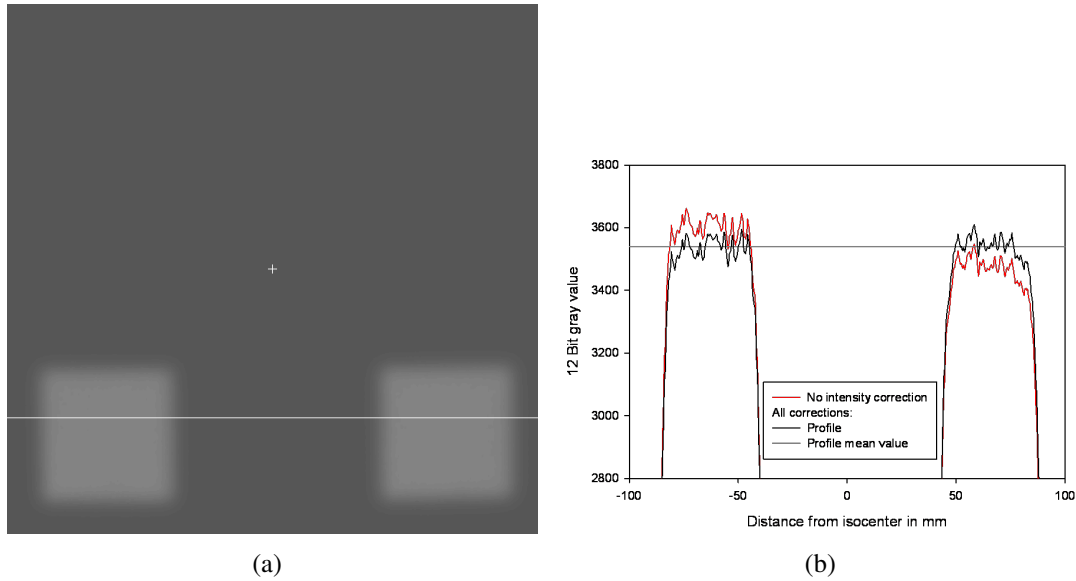 3800
3600
3400
3200
3000
2800
12 Bit gray value
No intensity correction
All corrections:
Profile
Profile mean value
-100 -50 0 50 100
Distance from isocenter in mm
(a) (b)